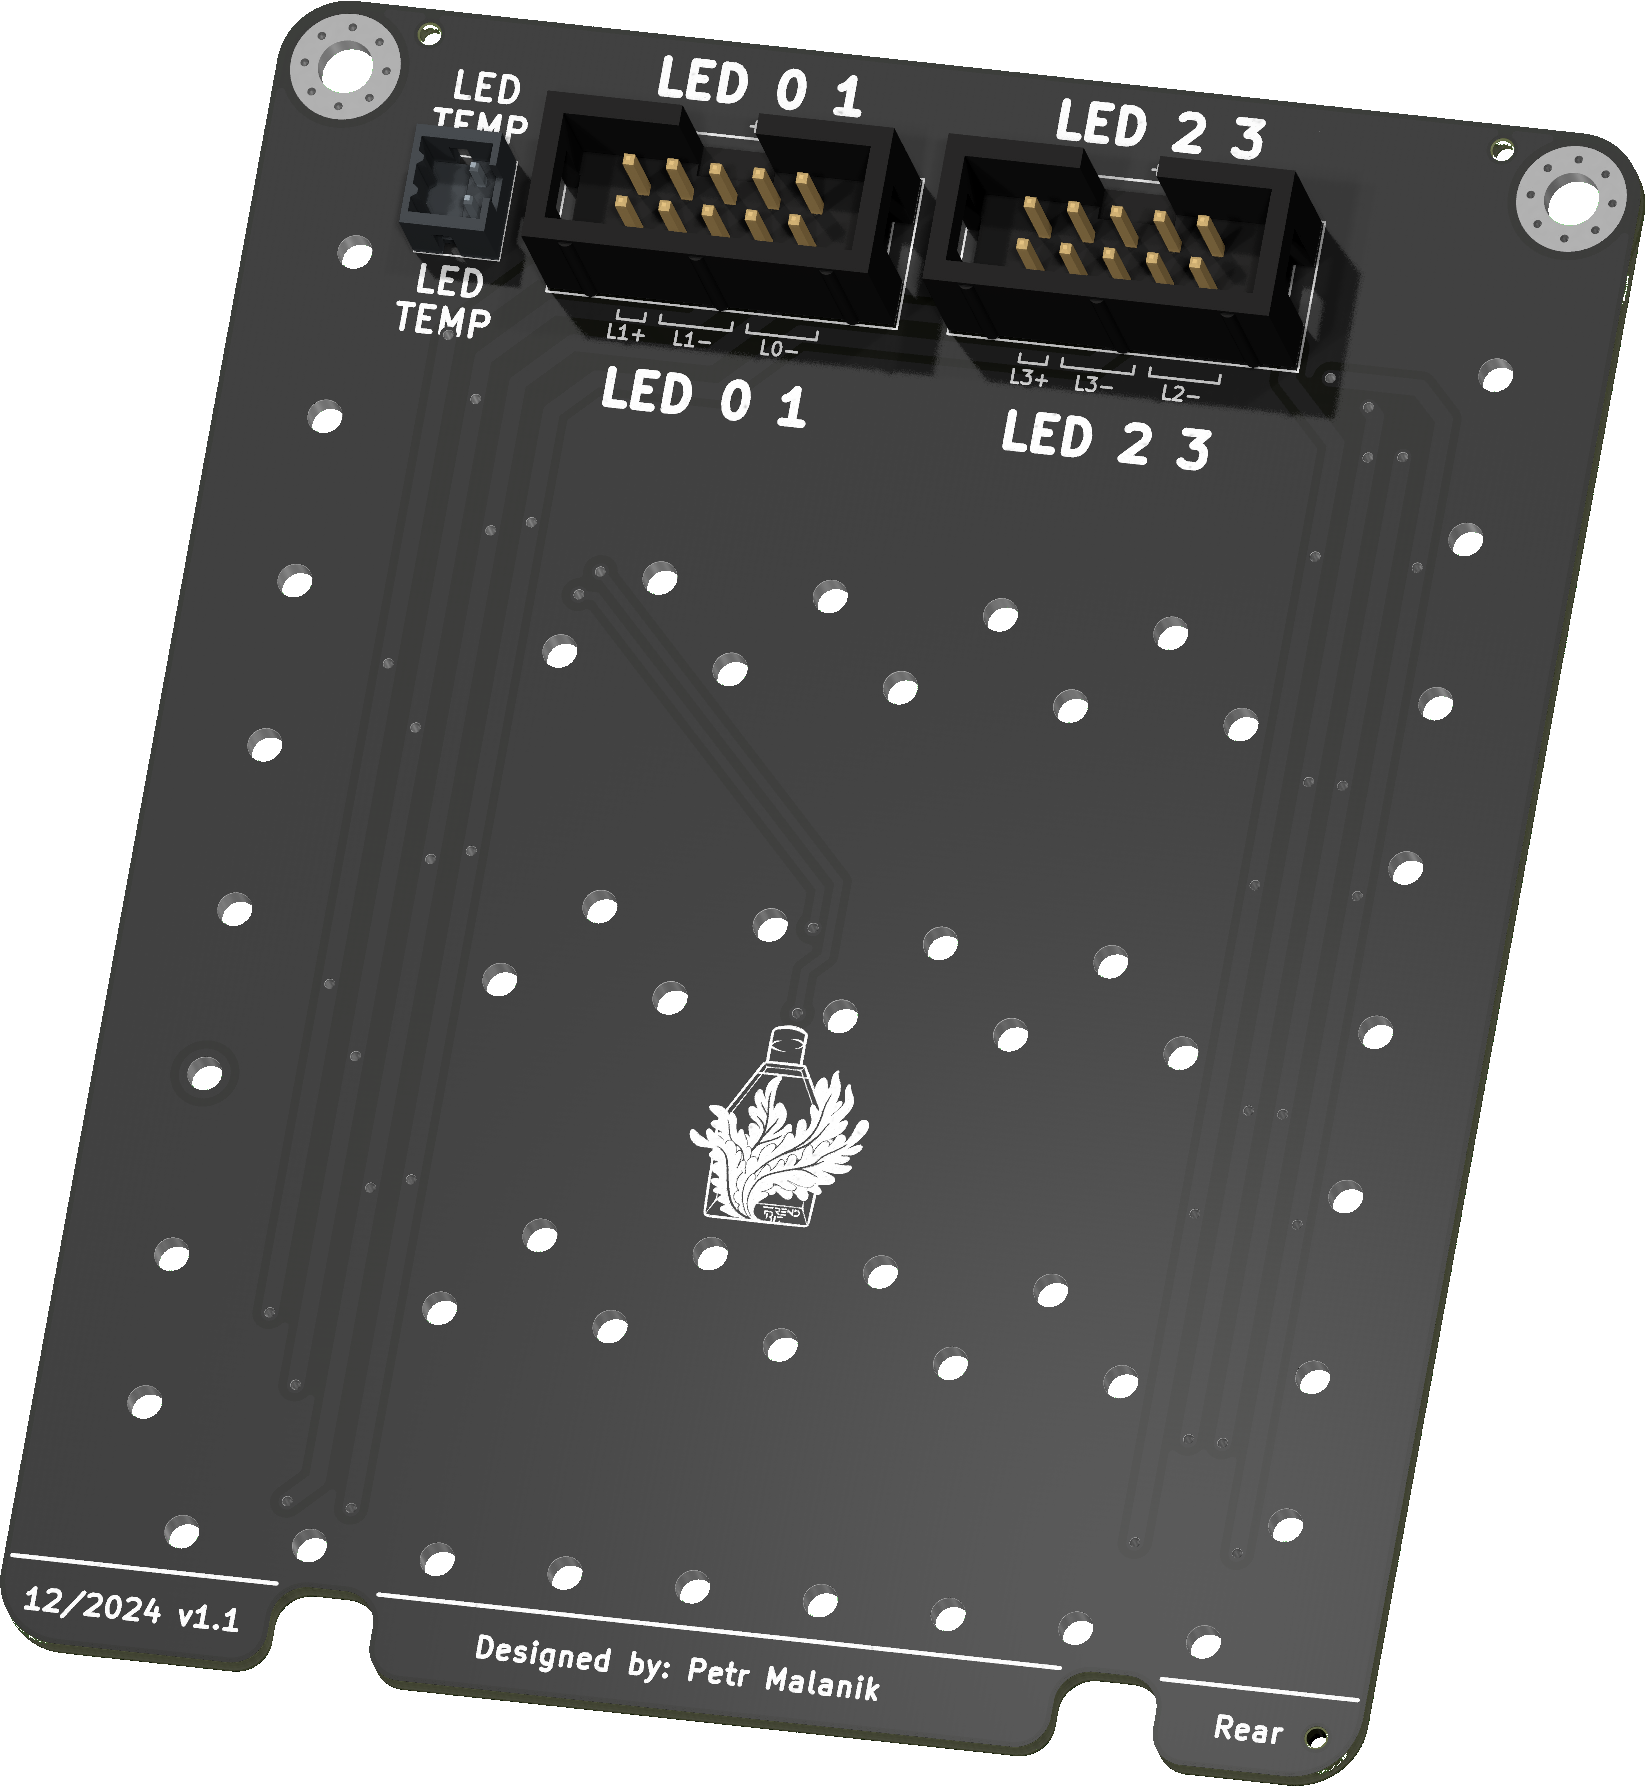 LED
TEMP
LED 0 1
LED 2 3
LED
TEMP
L1+ L1- L0-
L3+ L3- L2-
LED 0 1
LED 2 3
12/2024 v1.1
Designed by: Petr Malanik
Rear